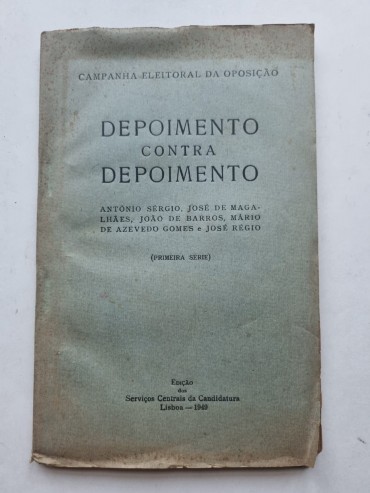 CAMPANHA ELEITORAL DA OPOSIÇÃO
DEPOIMENTO
CONTRA
DEPOIMENTO
ANTÓNIO SÉRGIO, JOSÉ DE MAGA-
LHÃES, JOÃO DE BARROS, MÁRIO
DE AZEVEDO GOMES e JOSÉ RÉGIO
(PRIMEIRA SERIE)
Edição
dos
Serviços Centrais da Candidatura
Lisboa — 1949